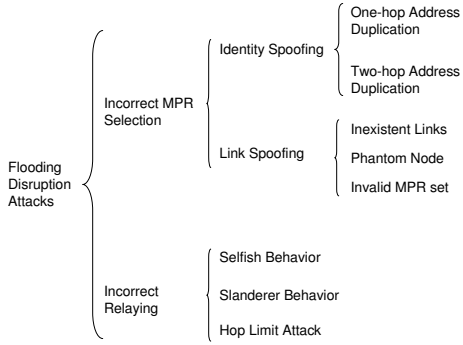 Flooding
Disruption
Attacks
Incorrect MPR
Selection
Identity Spoofing
One-hop Address
Duplication
Two-hop Address
Duplication
Link Spoofing
Inexistent Links
Phantom Node
Invalid MPR set
Incorrect
Relaying
Selfish Behavior
Slanderer Behavior
Hop Limit Attack